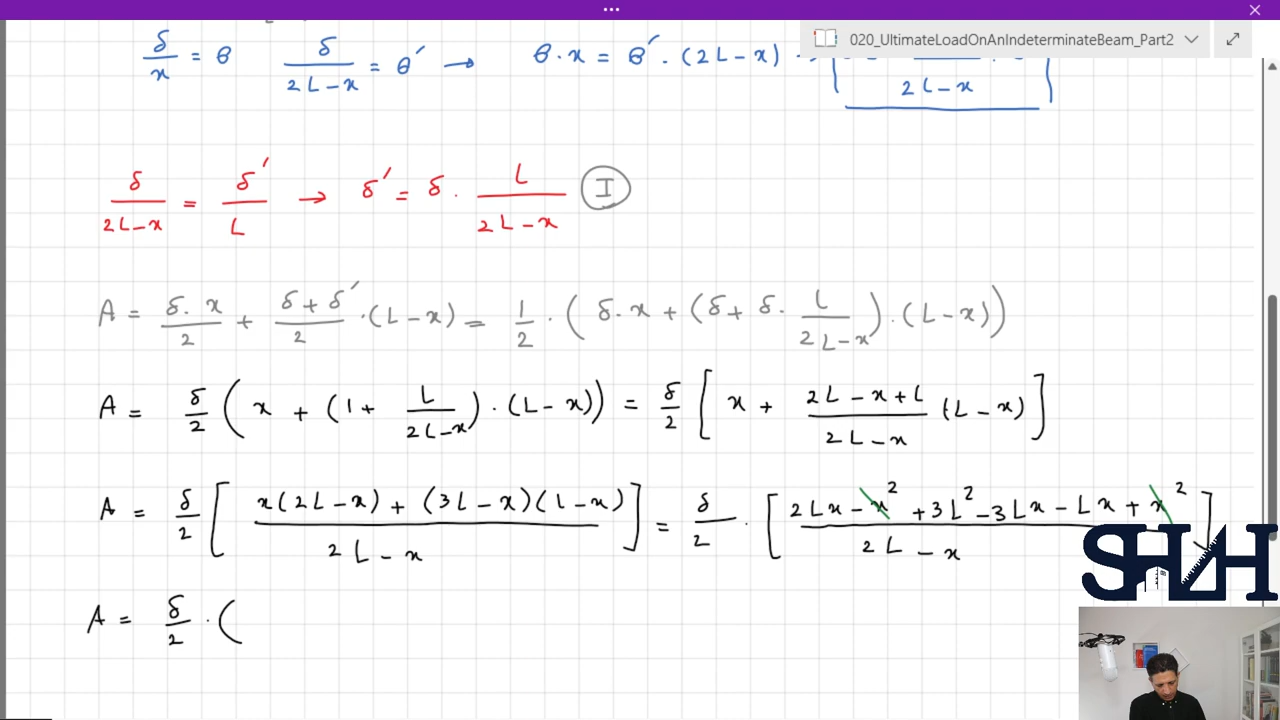 020_UltimateLoadOnAnIndeterminateBeam_Part2
δ/x = θ δ/(2L-x) = θ′ → θ·x = θ′·(2L-x)
2L-x
δ/(2L-x) = δ′/L → δ′ = δ · L/(2L-x) I
A = δ·x/2 + (δ+δ′)/2 · (L-x) = 1/2 · (δ·x + (δ + δ· L/(2L-x)) · (L-x))
A = δ/2 (x + (1 + L/(2L-x)) · (L-x)) = δ/2 [x + (2L-x+L)/(2L-x) (L-x)]
A = δ/2 [(x(2L-x) + (3L-x)(L-x))/(2L-x)] = δ/2 · [(2Lx - x² + 3L² - 3Lx - Lx + x²)/(2L-x)]
A = δ/2 · (
SHZH